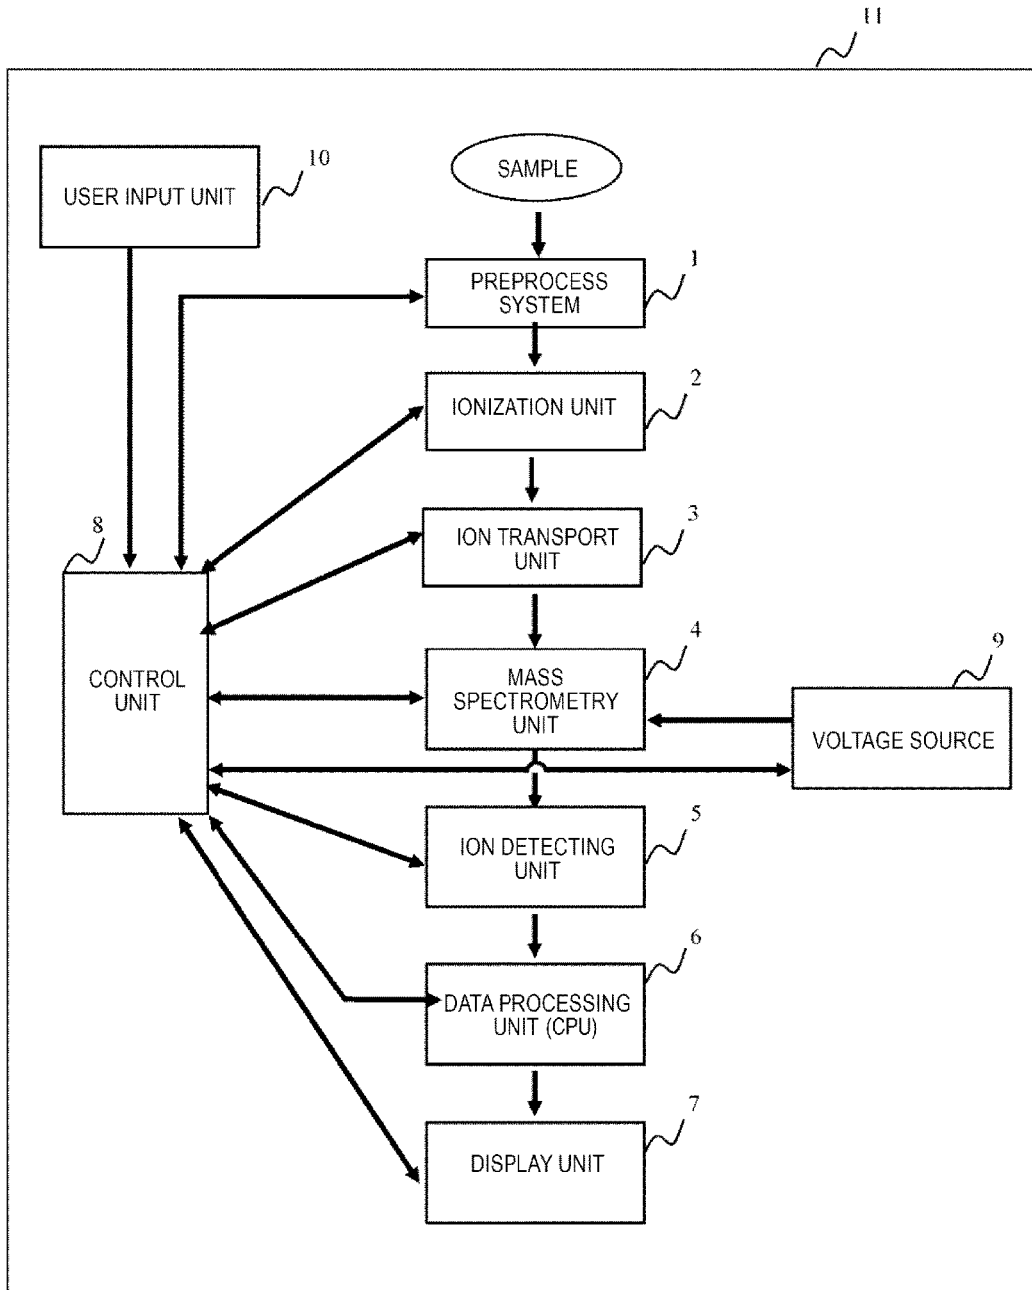 11
USER INPUT UNIT
10
SAMPLE
1
PREPROCESS
SYSTEM
2
IONIZATION UNIT
3
ION TRANSPORT
UNIT
8
CONTROL
UNIT
4
MASS
SPECTROMETRY
UNIT
9
VOLTAGE SOURCE
5
ION DETECTING
UNIT
6
DATA PROCESSING
UNIT (CPU)
7
DISPLAY UNIT